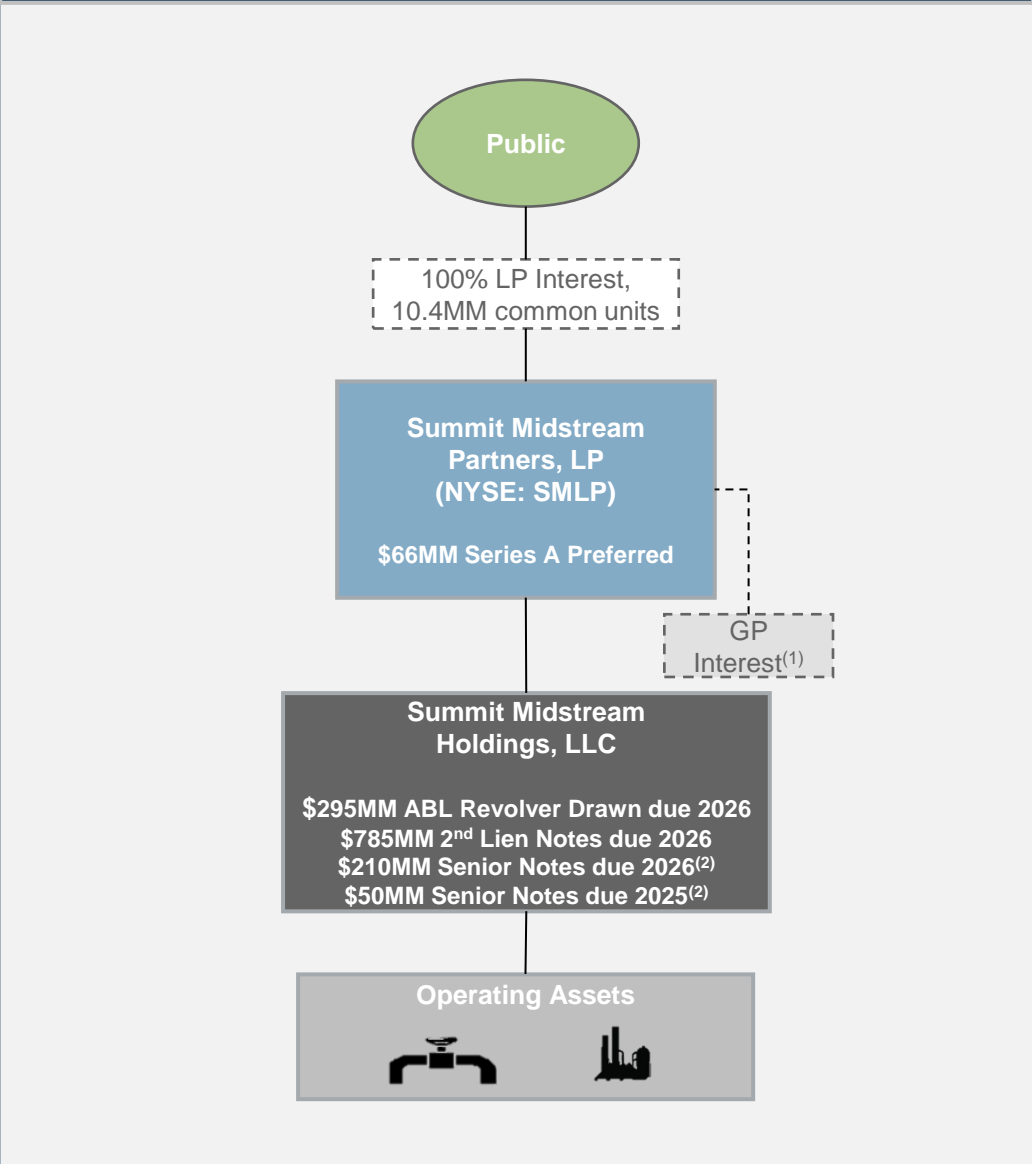 Public
100% LP Interest,
10.4MM common units
Summit Midstream
Partners, LP
(NYSE: SMLP)
$66MM Series A Preferred
GP
Interest(1)
Summit Midstream
Holdings, LLC
$295MM ABL Revolver Drawn due 2026
$785MM 2nd Lien Notes due 2026
$210MM Senior Notes due 2026(2)
$50MM Senior Notes due 2025(2)
Operating Assets